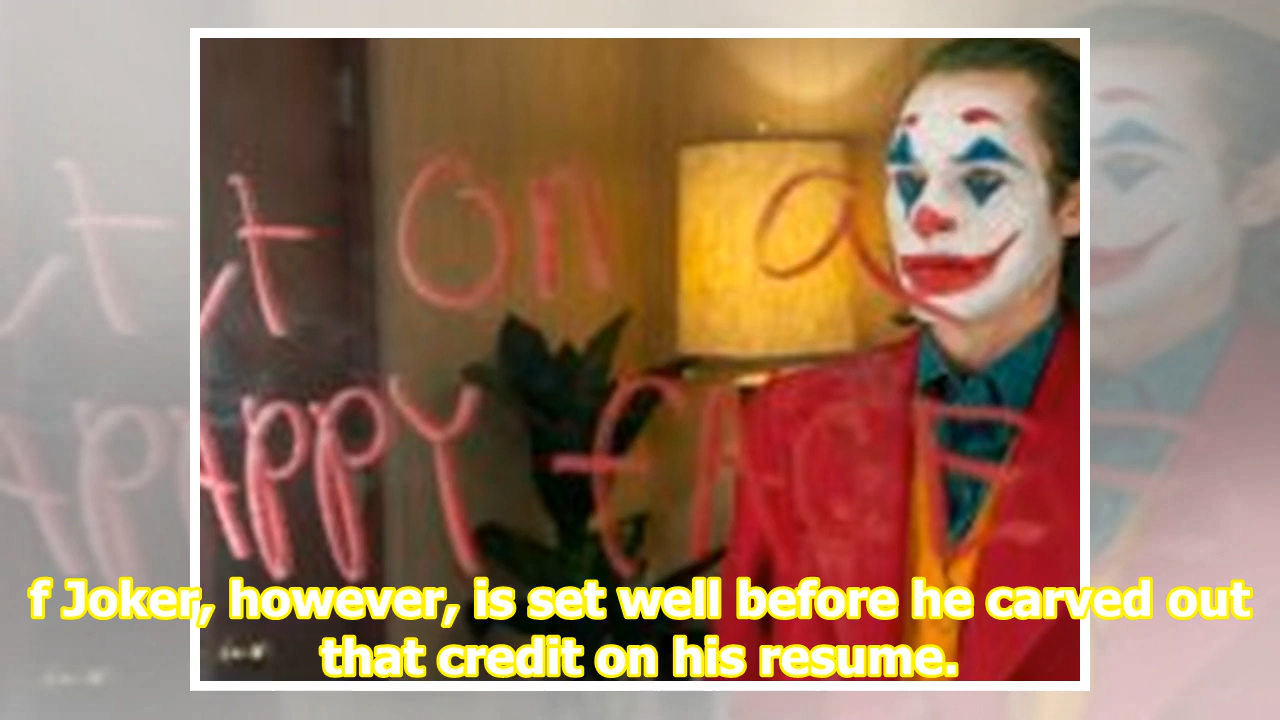 t On a
APPY FACE
f Joker, however, is set well before he carved out
that credit on his resume.